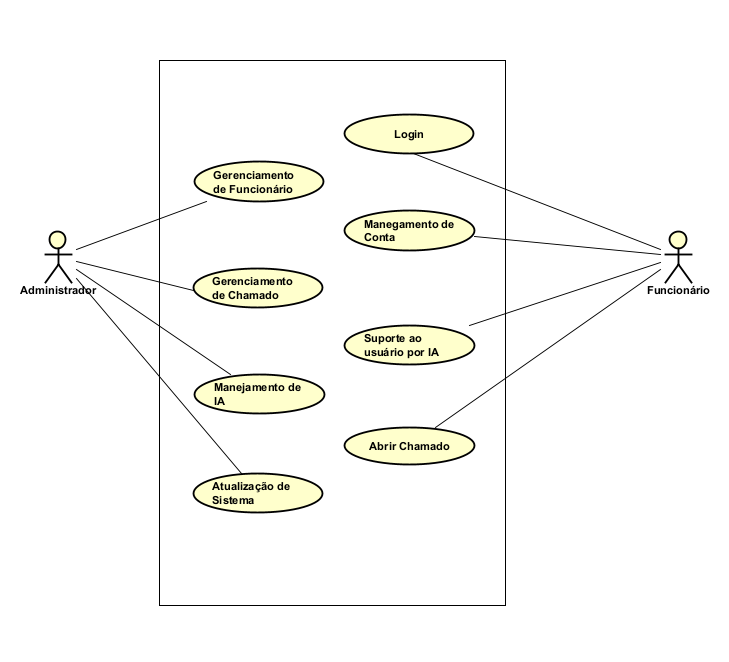 Login
Gerenciamento
de Funcionário
Manegamento de
Conta
Administrador
Funcionário
Gerenciamento
de Chamado
Suporte ao
usuário por IA
Manejamento de
IA
Abrir Chamado
Atualização de
Sistema